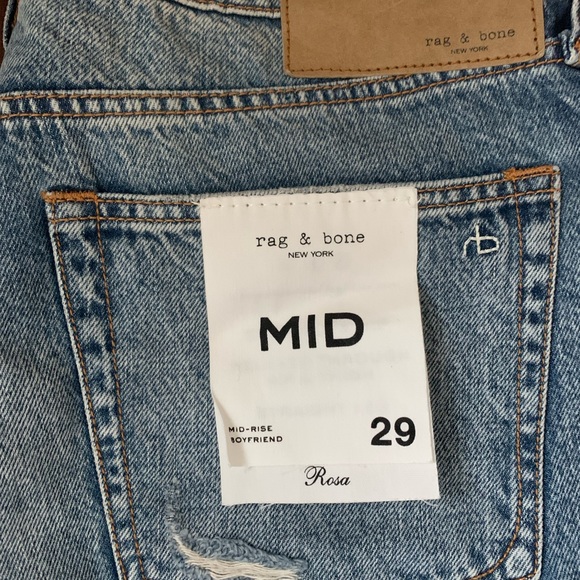 rag & bone
NEW YORK
rag & bone
NEW YORK
rb
MID
MID-RISE
BOYFRIEND
29
Rosa